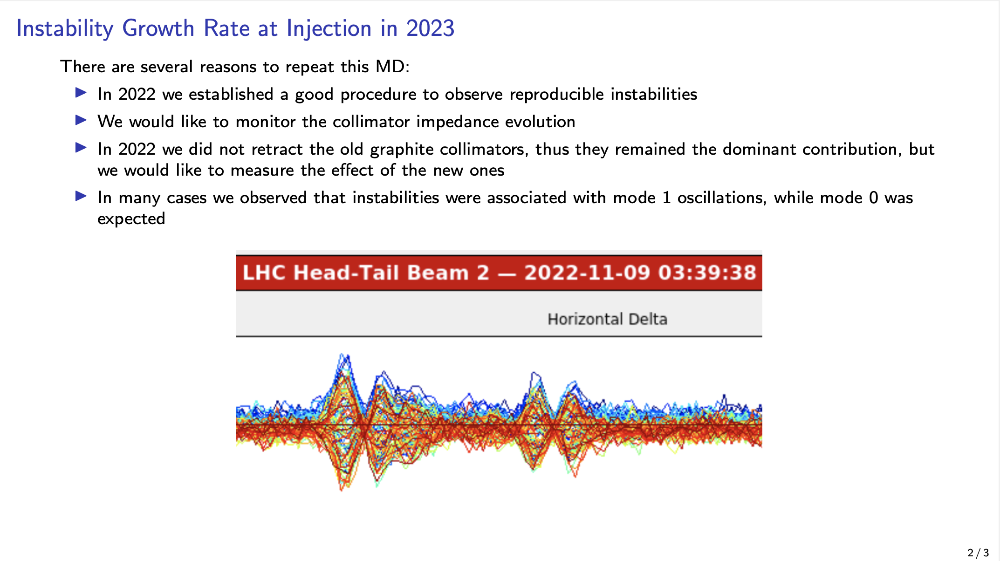 Instability Growth Rate at Injection in 2023
There are several reasons to repeat this MD:
▶ In 2022 we established a good procedure to observe reproducible instabilities
▶ We would like to monitor the collimator impedance evolution
▶ In 2022 we did not retract the old graphite collimators, thus they remained the dominant contribution, but
we would like to measure the effect of the new ones
▶ In many cases we observed that instabilities were associated with mode 1 oscillations, while mode 0 was
expected
LHC Head-Tail Beam 2 — 2022-11-09 03:39:38
Horizontal Delta
2 / 3